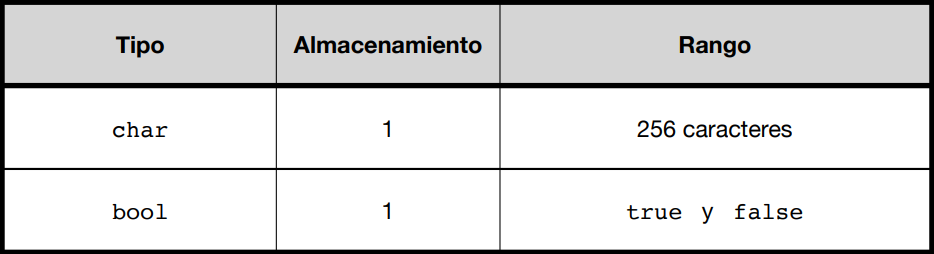 Tipo Almacenamiento Rango
char 1 256 caracteres
bool 1 true y false